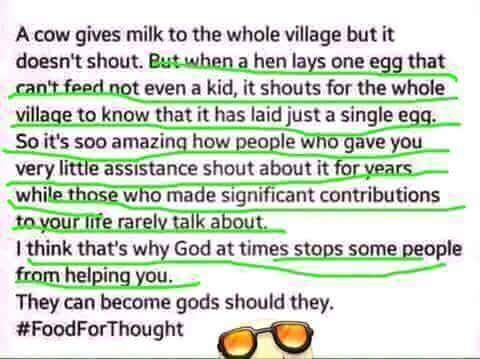 A cow gives milk to the whole village but it
doesn't shout. But when a hen lays one egg that
can't feed not even a kid, it shouts for the whole
village to know that it has laid just a single egg.
So it's soo amazing how people who gave you
very little assistance shout about it for years
while those who made significant contributions
to your life rarely talk about.
I think that's why God at times stops some people
from helping you.
They can become gods should they.
#FoodForThought